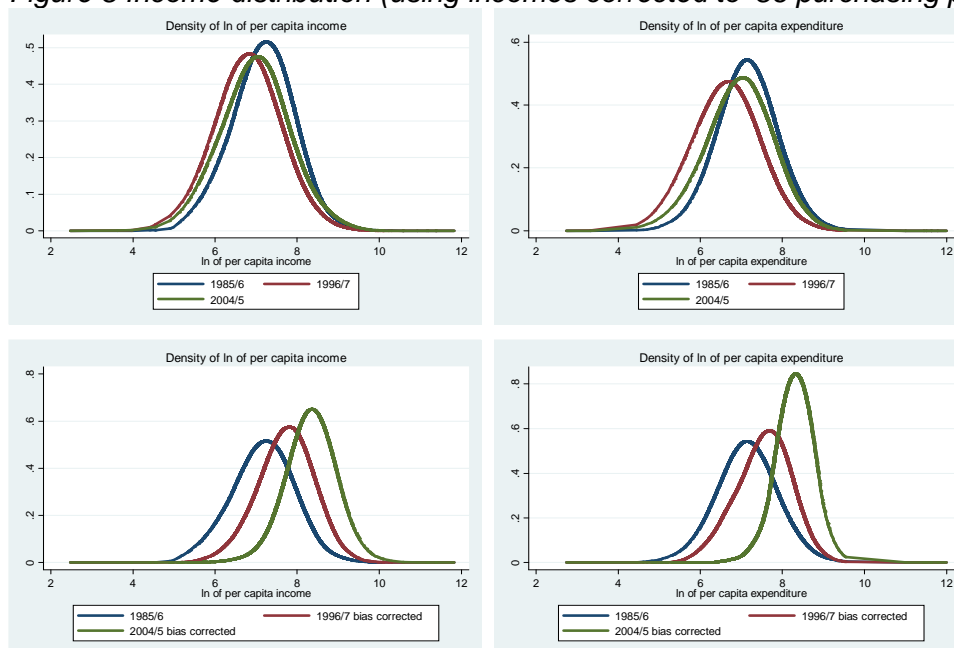 Figure 3 Income distribution (using incomes corrected to '85 purchasing p
Density of ln of per capita income
0 .1 .2 .3 .4 .5
2 4 6 8 10 12
ln of per capita income
1985/6 1996/7
2004/5
Density of ln of per capita expenditure
0 .2 .4 .6
2 4 6 8 10 12
ln of per capita expenditure
1985/6 1996/7
2004/5
Density of ln of per capita income
0 .2 .4 .6 .8
2 4 6 8 10 12
ln of per capita income
1985/6 1996/7 bias corrected
2004/5 bias corrected
Density of ln of per capita expenditure
0 .2 .4 .6 .8
2 4 6 8 10 12
ln of per capita expenditure
1985/6 1996/7 bias corrected
2004/5 bias corrected